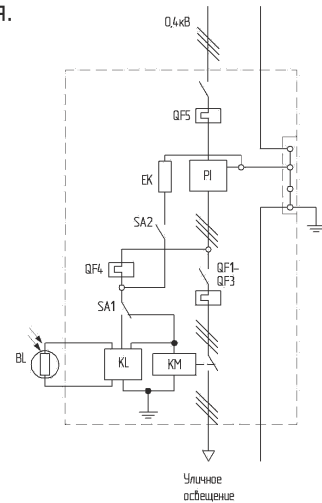 я.
0,4кВ
QF5
EK
PI
SA2
QF4
QF1-
QF3
SA1
BL
KL
KM
Уличное
освещение